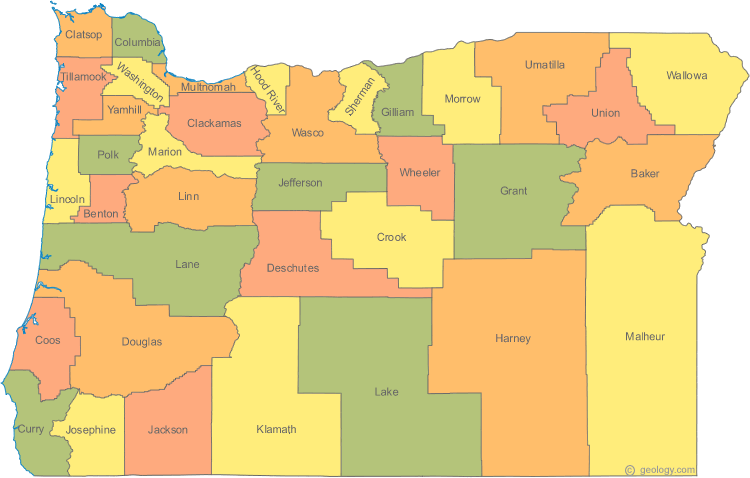 Clatsop
Columbia
Tillamook
Washington
Multnomah
Hood River
Sherman
Gilliam
Morrow
Umatilla
Wallowa
Union
Yamhill
Clackamas
Wasco
Polk
Marion
Wheeler
Baker
Lincoln
Benton
Linn
Jefferson
Grant
Crook
Lane
Deschutes
Coos
Douglas
Harney
Malheur
Lake
Curry
Josephine
Jackson
Klamath
© geology.com